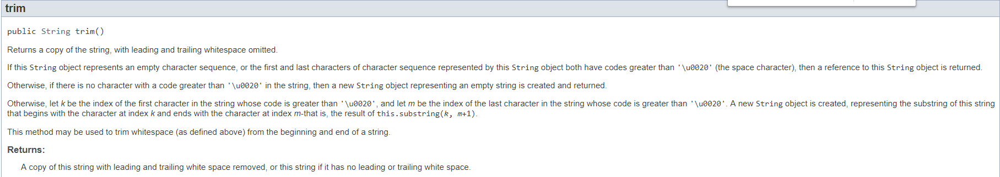 trim
public String trim()
Returns a copy of the string, with leading and trailing whitespace omitted.
If this String object represents an empty character sequence, or the first and last characters of character sequence represented by this String object both have codes greater than '\u0020' (the space character), then a reference to this String object is returned.
Otherwise, if there is no character with a code greater than '\u0020' in the string, then a new String object representing an empty string is created and returned.
Otherwise, let k be the index of the first character in the string whose code is greater than '\u0020', and let m be the index of the last character in the string whose code is greater than '\u0020'. A new String object is created, representing the substring of this string
that begins with the character at index k and ends with the character at index m-that is, the result of this.substring(k, m+1).
This method may be used to trim whitespace (as defined above) from the beginning and end of a string.
Returns:
A copy of this string with leading and trailing white space removed, or this string if it has no leading or trailing white space.